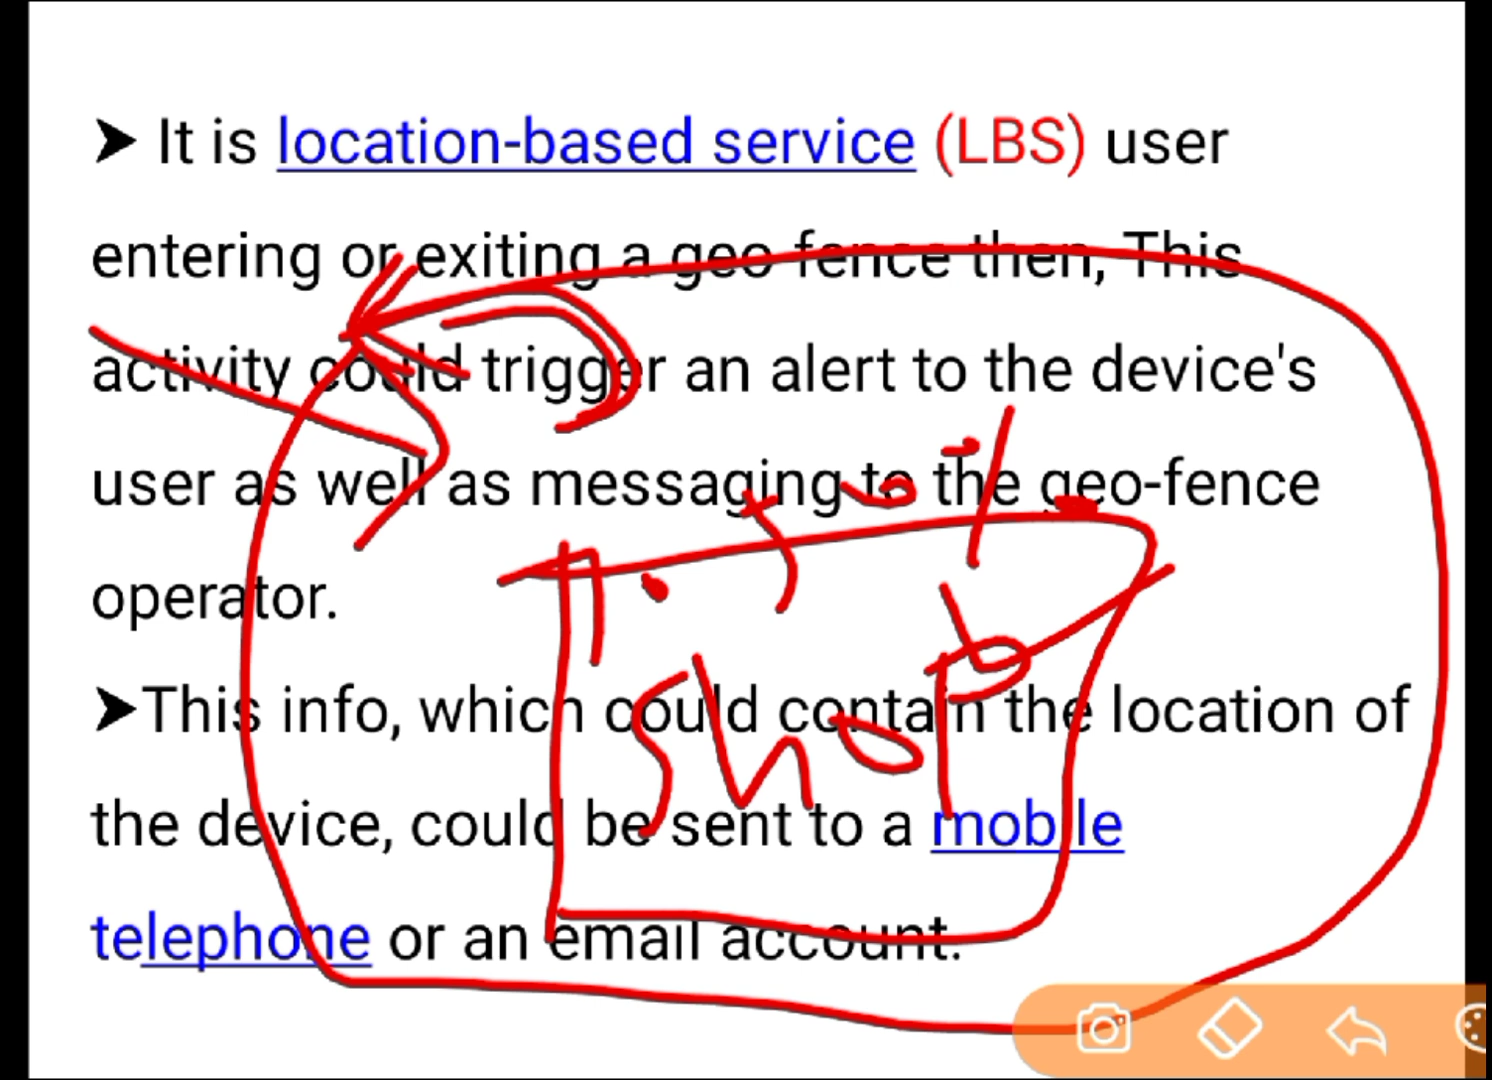 ➤ It is location-based service (LBS) user
entering or exiting a geo fence then, This
activity could trigger an alert to the device's
user as well as messaging to the geo-fence
operator.
➤This info, which could contain the location of
the device, could be sent to a mobile
telephone or an email account.
shop